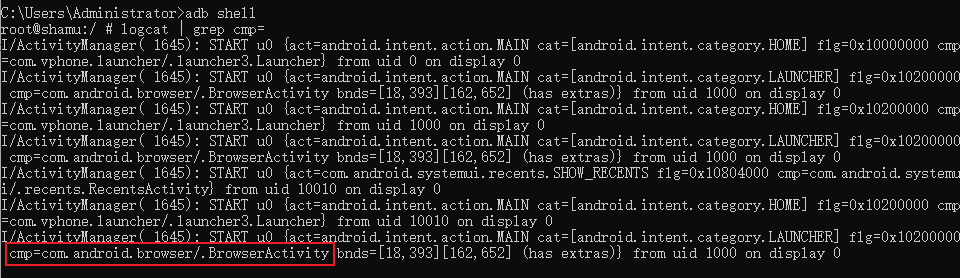 C:\Users\Administrator>adb shell
root@shamu:/ # logcat | grep cmp=
I/ActivityManager( 1645): START u0 {act=android.intent.action.MAIN cat=[android.intent.category.HOME] flg=0x10000000 cmp
=com.vphone.launcher/.launcher3.Launcher} from uid 0 on display 0
I/ActivityManager( 1645): START u0 {act=android.intent.action.MAIN cat=[android.intent.category.LAUNCHER] flg=0x10200000
 cmp=com.android.browser/.BrowserActivity bnds=[18,393][162,652] (has extras)} from uid 1000 on display 0
I/ActivityManager( 1645): START u0 {act=android.intent.action.MAIN cat=[android.intent.category.HOME] flg=0x10200000 cmp
=com.vphone.launcher/.launcher3.Launcher} from uid 1000 on display 0
I/ActivityManager( 1645): START u0 {act=android.intent.action.MAIN cat=[android.intent.category.LAUNCHER] flg=0x10200000
 cmp=com.android.browser/.BrowserActivity bnds=[18,393][162,652] (has extras)} from uid 1000 on display 0
I/ActivityManager( 1645): START u0 {act=com.android.systemui.recents.SHOW_RECENTS flg=0x10804000 cmp=com.android.systemu
i/.recents.RecentsActivity} from uid 10010 on display 0
I/ActivityManager( 1645): START u0 {act=android.intent.action.MAIN cat=[android.intent.category.HOME] flg=0x10200000 cmp
=com.vphone.launcher/.launcher3.Launcher} from uid 10010 on display 0
I/ActivityManager( 1645): START u0 {act=android.intent.action.MAIN cat=[android.intent.category.LAUNCHER] flg=0x10200000
 cmp=com.android.browser/.BrowserActivity bnds=[18,393][162,652] (has extras)} from uid 1000 on display 0